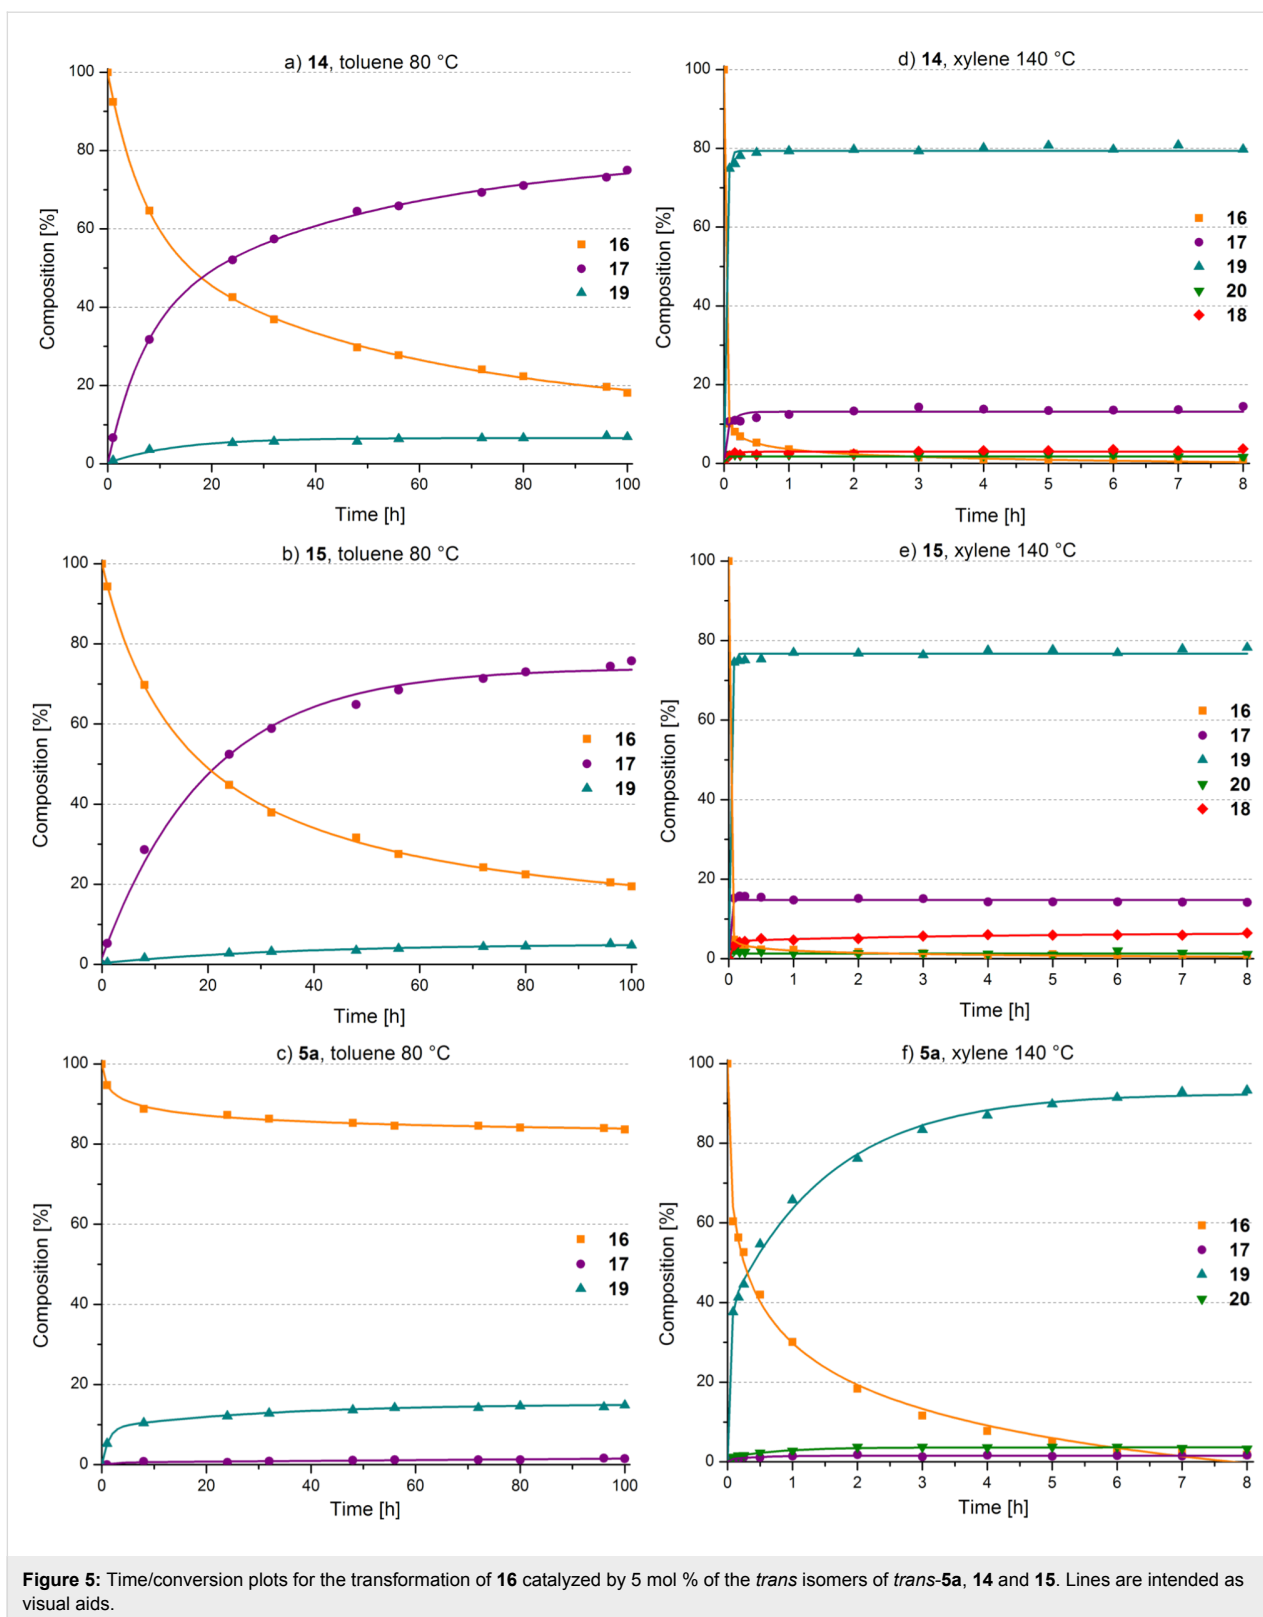 a) 14, toluene 80 °C
100
80
60
40
20
0
Composition [%]
16
17
19
0 20 40 60 80 100
Time [h]
d) 14, xylene 140 °C
100
80
60
40
20
0
Composition [%]
16
17
19
20
18
0 1 2 3 4 5 6 7 8
Time [h]
b) 15, toluene 80 °C
100
80
60
40
20
0
Composition [%]
16
17
19
0 20 40 60 80 100
Time [h]
e) 15, xylene 140 °C
100
80
60
40
20
0
Composition [%]
16
17
19
20
18
0 1 2 3 4 5 6 7 8
Time [h]
c) 5a, toluene 80 °C
100
80
60
40
20
0
Composition [%]
16
17
19
0 20 40 60 80 100
Time [h]
f) 5a, xylene 140 °C
100
80
60
40
20
0
Composition [%]
16
17
19
20
0 1 2 3 4 5 6 7 8
Time [h]
Figure 5: Time/conversion plots for the transformation of 16 catalyzed by 5 mol % of the trans isomers of trans-5a, 14 and 15. Lines are intended as
visual aids.